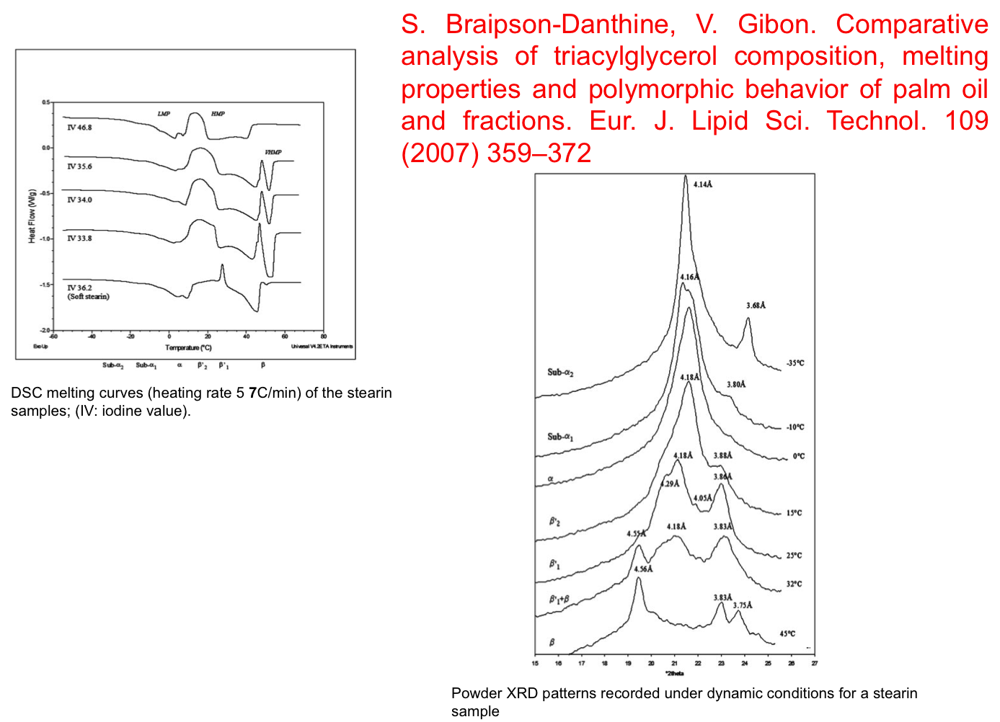 S. Braipson-Danthine, V. Gibon. Comparative
analysis of triacylglycerol composition, melting
properties and polymorphic behavior of palm oil
and fractions. Eur. J. Lipid Sci. Technol. 109
(2007) 359–372
0.5
0.0
-0.5
-1.0
-1.5
-2.0
Heat Flow (W/g)
LMP
HMP
VHMP
IV 46.8
IV 35.6
IV 34.0
IV 33.8
IV 36.2
(Soft stearin)
-60 -40 -20 0 20 40 60 80
Exo Up
Temperature (°C)
Universal V4.2E TA Instruments
Sub-α2 Sub-α1 α β'2 β'1 β
DSC melting curves (heating rate 5 7C/min) of the stearin
samples; (IV: iodine value).
4.14Å
4.16Å
3.68Å
-35°C
Sub-α2
4.18Å
3.80Å
-10°C
Sub-α1
0°C
4.18Å
3.88Å
α
3.86Å
4.29Å
4.05Å
15°C
β'2
4.55Å
4.18Å
3.83Å
25°C
β'1
4.56Å
32°C
β'1+β
3.83Å
3.75Å
45°C
β
15 16 17 18 19 20 21 22 23 24 25 26 27
°2theta
Powder XRD patterns recorded under dynamic conditions for a stearin
sample